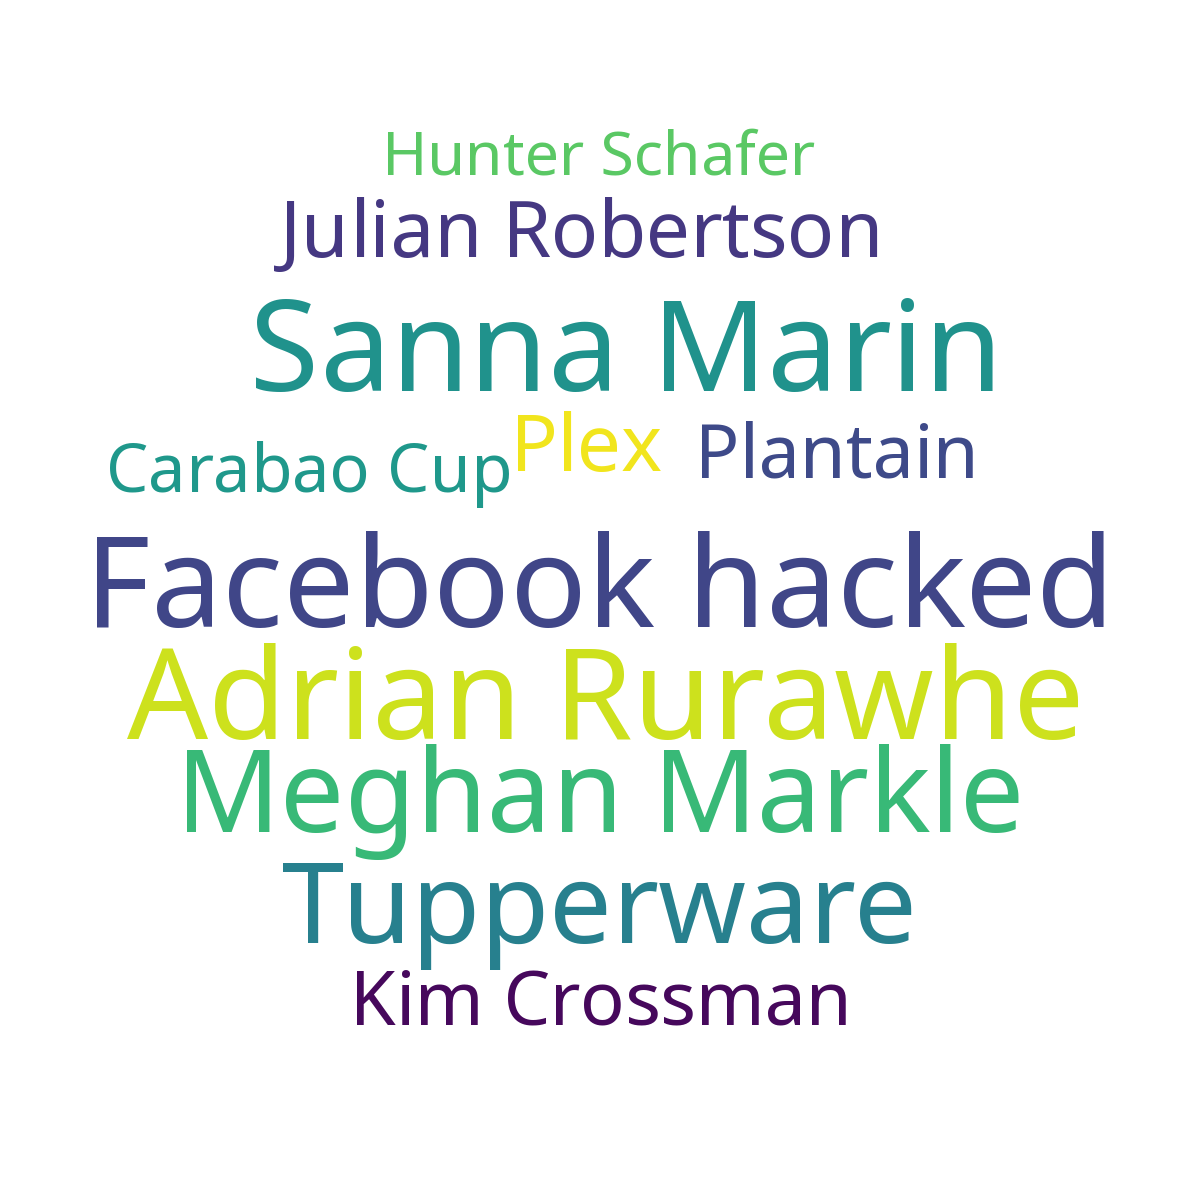 Hunter Schafer
Julian Robertson
Sanna Marin
Carabao Cup Plex Plantain
Facebook hacked
Adrian Rurawhe
Meghan Markle
Tupperware
Kim Crossman